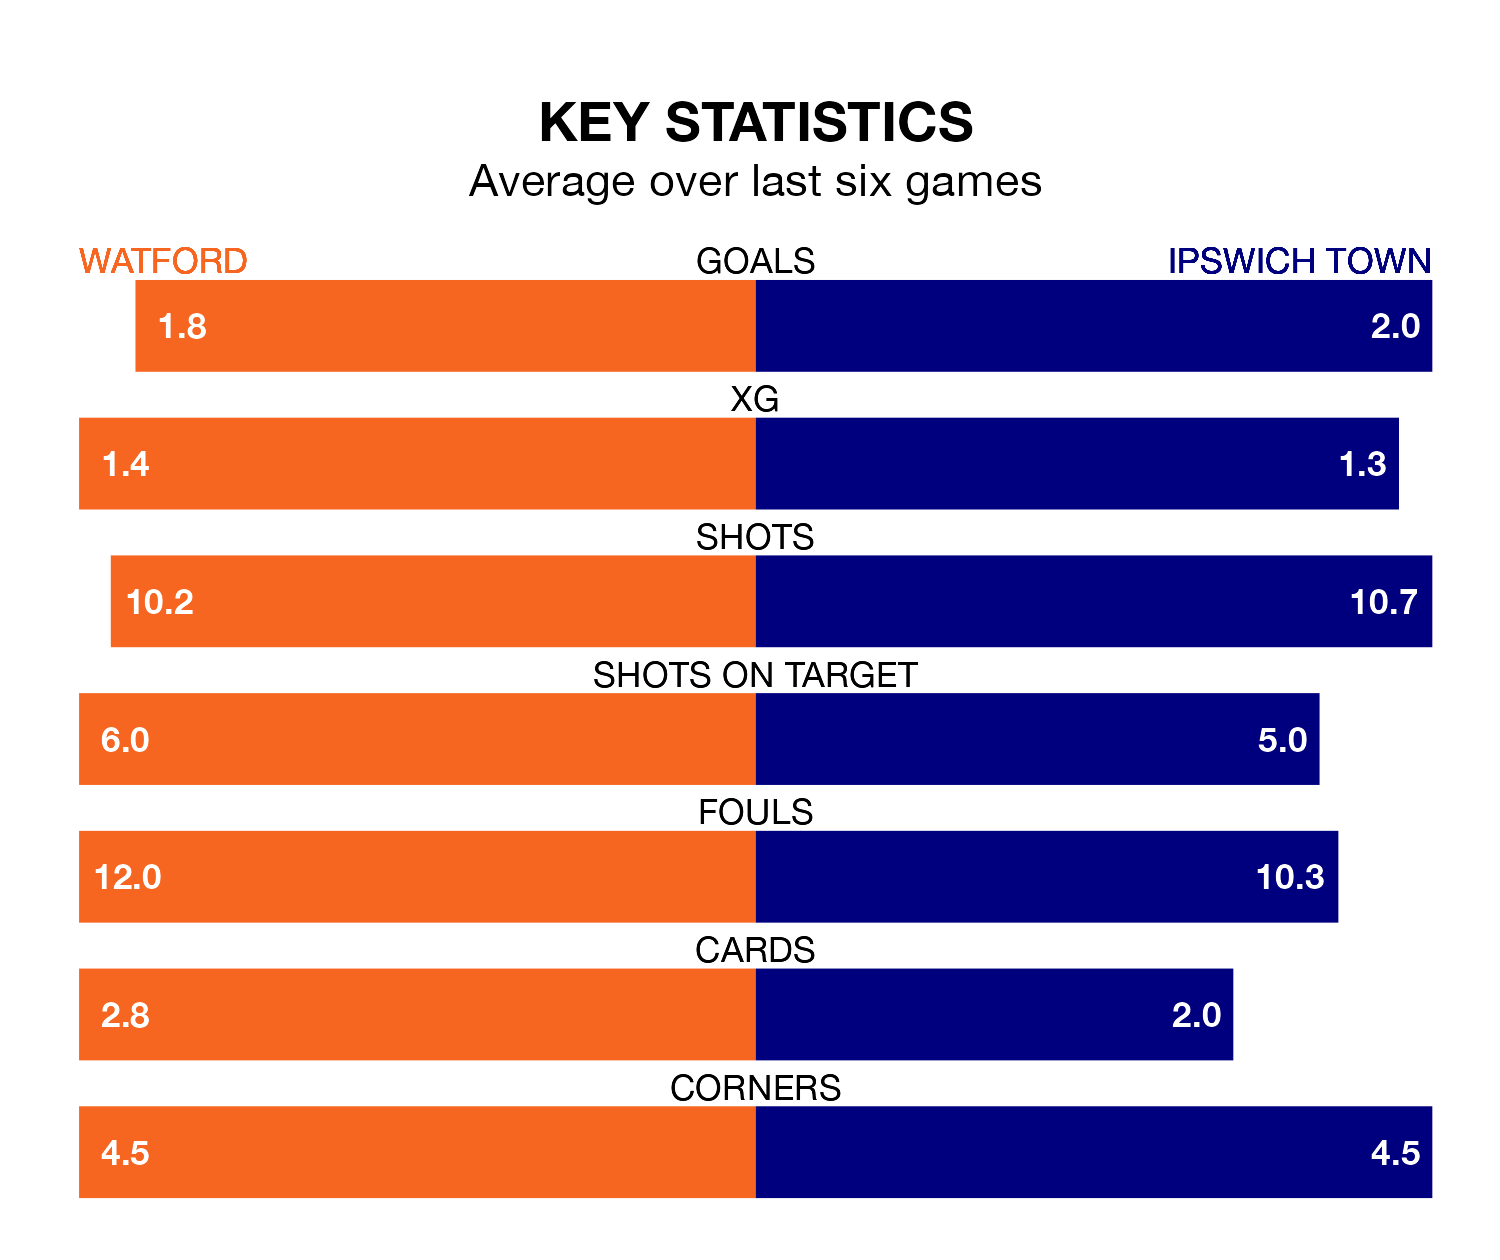 KEY STATISTICS
Average over last six games
WATFORD GOALS IPSWICH TOWN
1.8 2.0
XG
1.4 1.3
SHOTS
10.2 10.7
SHOTS ON TARGET
6.0 5.0
FOULS
12.0 10.3
CARDS
2.8 2.0
CORNERS
4.5 4.5